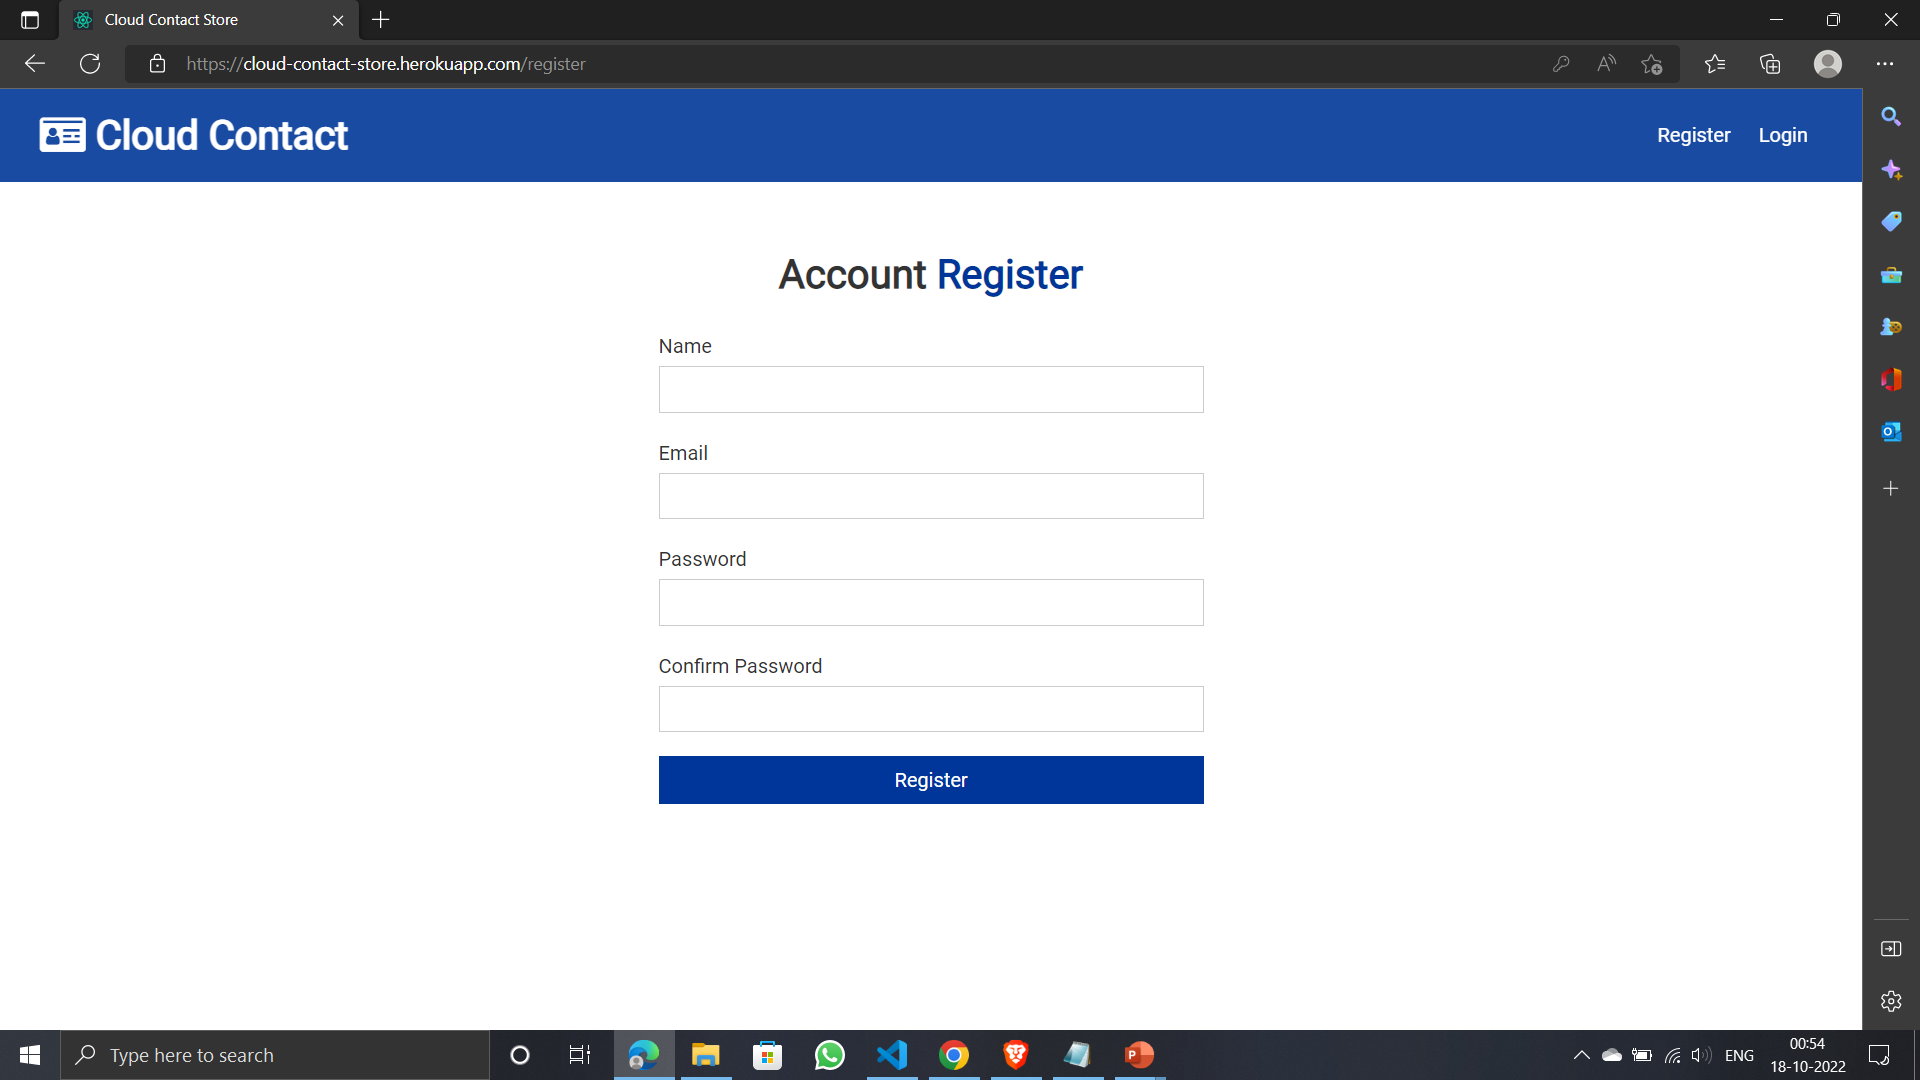 Cloud Contact Store
https://cloud-contact-store.herokuapp.com/register
Cloud Contact
Register
Login
Account Register
Name
Email
Password
Confirm Password
Register
Type here to search
ENG
00:54
18-10-2022